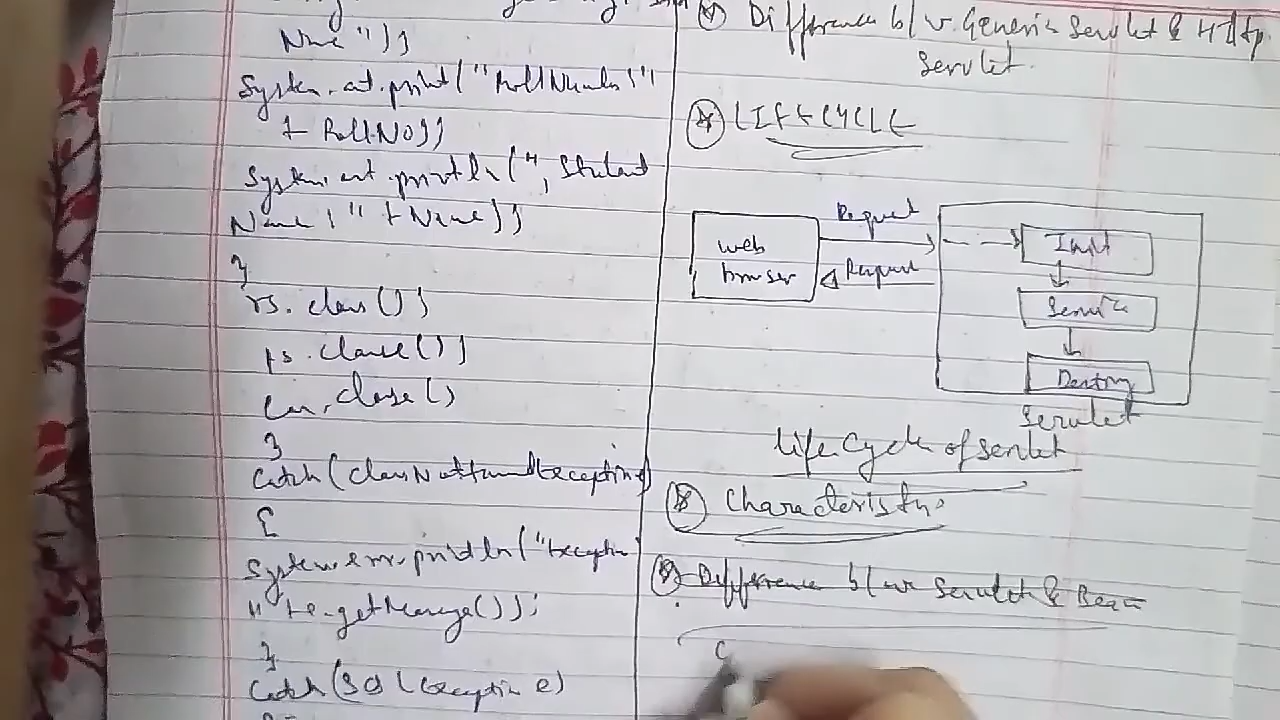 Name"));
System.out.print("RollNumber!"
+ RollNo));
System.out.println(", Student
Name!" + Name));
}
rs.close();
ps.close();
con.close()
}
Catch(classNotFoundException
{
System.err.println("Exception
" + e.getMessage());
}
Catch(SQLException e)
Difference b/w Generic Servlet & Http
Servlet.
LIFECYCLE
web
browser
Request
Init
Service
Destroy
Servlet
life Cycle of servlet
Characteristic
Difference b/w Servlet & Bean